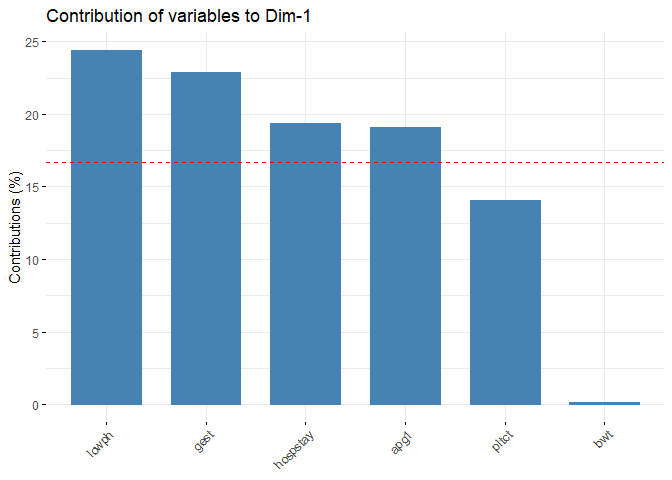 Contribution of variables to Dim-1
Contributions (%)
25
20
15
10
5
0
lowph
gest
hospstay
apg1
pltct
bwt